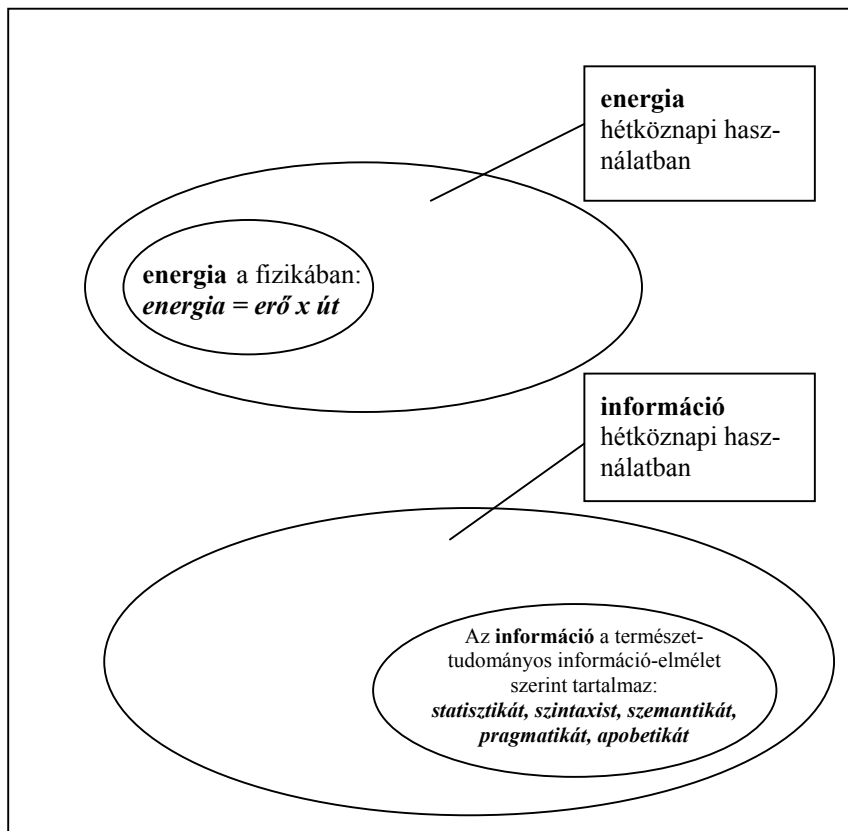 energia
hétköznapi hasz-
nálatban
energia a fizikában:
energia = erő x út
információ
hétköznapi hasz-
nálatban
Az információ a természet-
tudományos információ-elmélet
szerint tartalmaz:
statisztikát, szintaxist, szemantikát,
pragmatikát, apobetikát